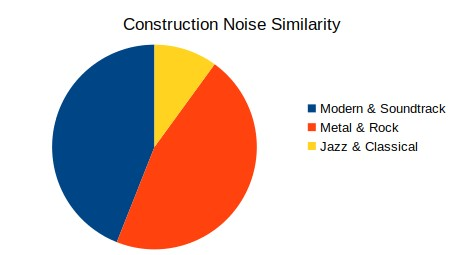 Construction Noise Similarity
Modern & Soundtrack
Metal & Rock
Jazz & Classical